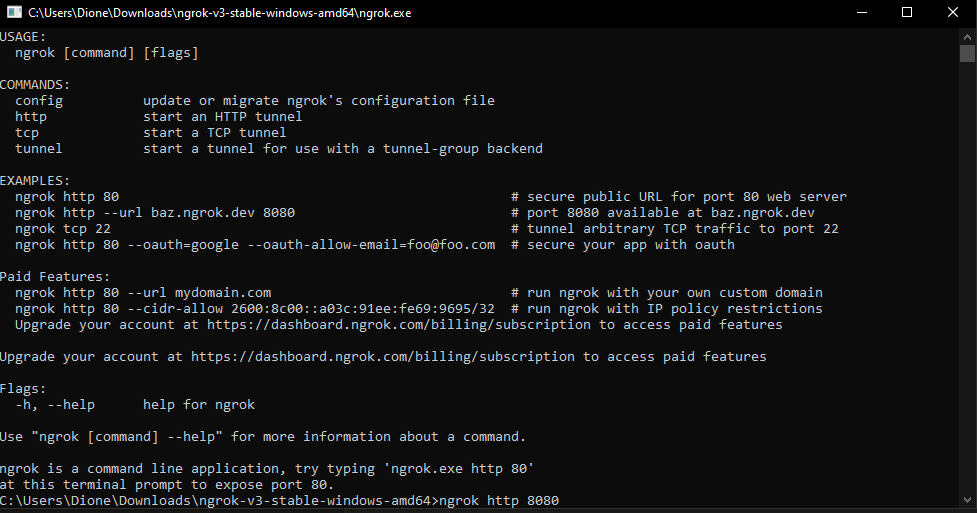 C:\Users\Dione\Downloads\ngrok-v3-stable-windows-amd64\ngrok.exe
USAGE:
  ngrok [command] [flags]
COMMANDS:
  config          update or migrate ngrok's configuration file
  http            start an HTTP tunnel
  tcp             start a TCP tunnel
  tunnel          start a tunnel for use with a tunnel-group backend
EXAMPLES:
  ngrok http 80                                                 # secure public URL for port 80 web server
  ngrok http --url baz.ngrok.dev 8080                           # port 8080 available at baz.ngrok.dev
  ngrok tcp 22                                                  # tunnel arbitrary TCP traffic to port 22
  ngrok http 80 --oauth=google --oauth-allow-email=foo@foo.com  # secure your app with oauth
Paid Features:
  ngrok http 80 --url mydomain.com                              # run ngrok with your own custom domain
  ngrok http 80 --cidr-allow 2600:8c00::a03c:91ee:fe69:9695/32  # run ngrok with IP policy restrictions
  Upgrade your account at https://dashboard.ngrok.com/billing/subscription to access paid features
Upgrade your account at https://dashboard.ngrok.com/billing/subscription to access paid features
Flags:
  -h, --help      help for ngrok
Use "ngrok [command] --help" for more information about a command.
ngrok is a command line application, try typing 'ngrok.exe http 80'
at this terminal prompt to expose port 80.
C:\Users\Dione\Downloads\ngrok-v3-stable-windows-amd64>ngrok http 8080